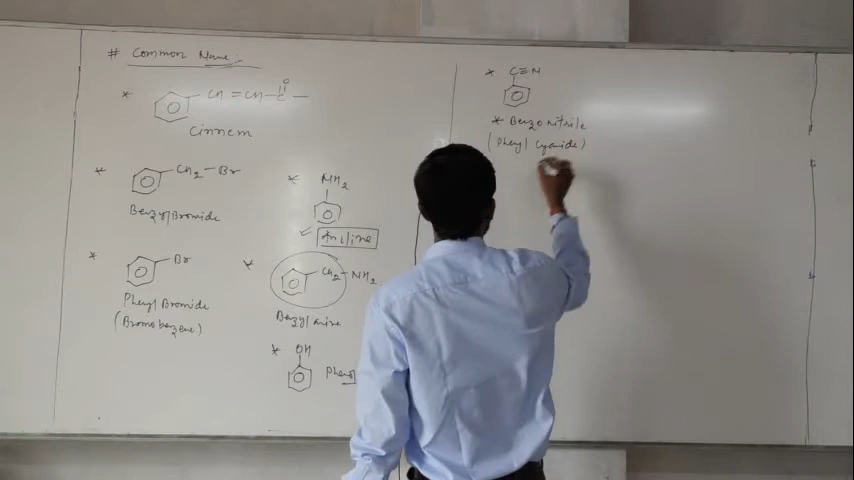 # Common Name:
* CH = CH - C -
O
Cinnem
* CH2 - Br
Benzyl Bromide
* Br
Phenyl Bromide
(Bromobenzene)
* NH2
✓ Aniline
* CH2 - NH2
Benzyl amine
* OH
Phenol
* C≡N
* Benzonitrile
(Phenyl Cyanide)